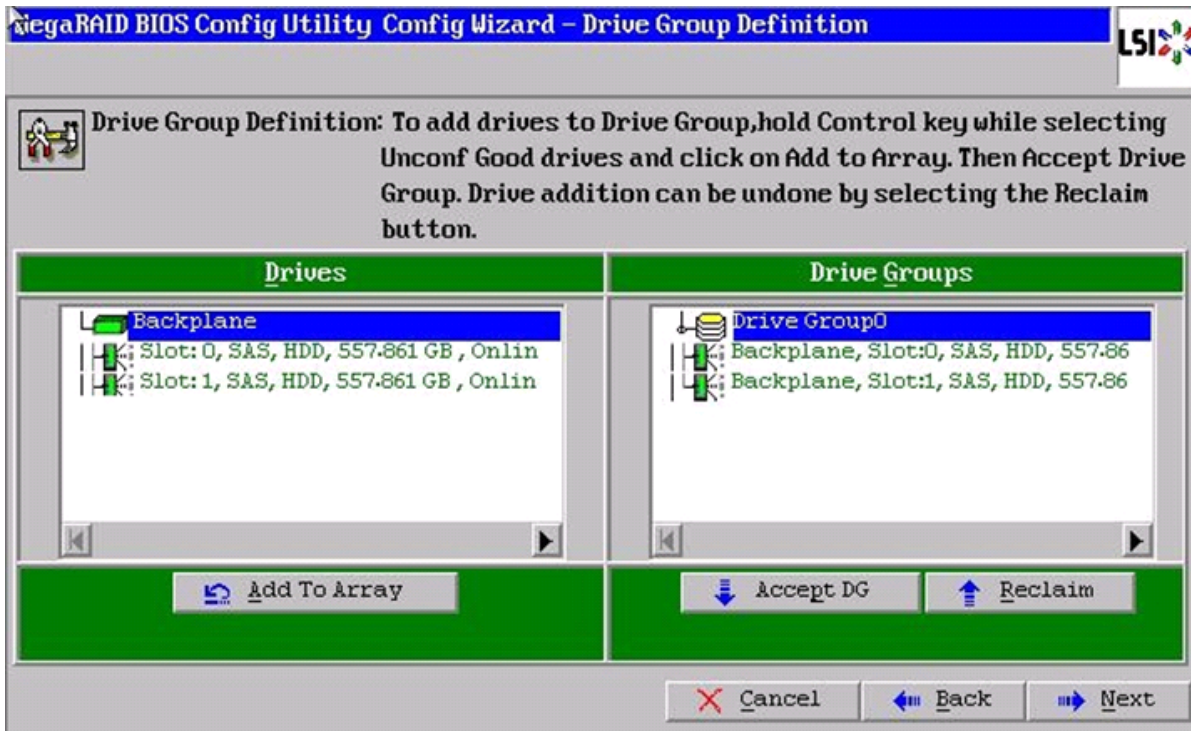 MegaRAID BIOS Config Utility Config Wizard – Drive Group Definition
LSI
Drive Group Definition: To add drives to Drive Group,hold Control key while selecting
Unconf Good drives and click on Add to Array. Then Accept Drive
Group. Drive addition can be undone by selecting the Reclaim
button.
Drives
Backplane
Slot: 0, SAS, HDD, 557.861 GB , Onlin
Slot: 1, SAS, HDD, 557.861 GB , Onlin
Add To Array
Drive Groups
Drive Group0
Backplane, Slot:0, SAS, HDD, 557.86
Backplane, Slot:1, SAS, HDD, 557.86
Accept DG
Reclaim
Cancel
Back
Next